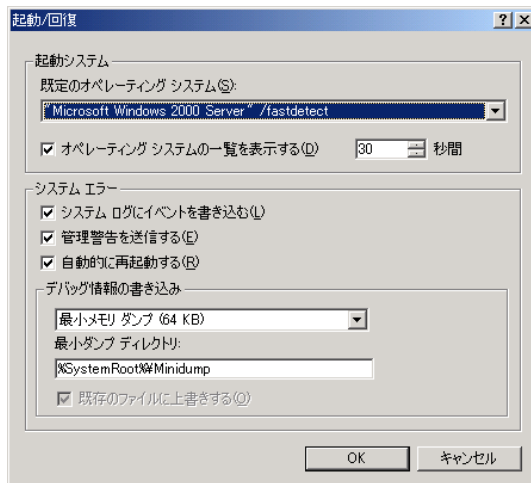 起動/回復
起動システム
既定のオペレーティング システム(S):
"Microsoft Windows 2000 Server" /fastdetect
オペレーティング システムの一覧を表示する(D) 30 秒間
システム エラー
システム ログにイベントを書き込む(L)
管理警告を送信する(E)
自動的に再起動する(R)
デバッグ情報の書き込み
最小メモリ ダンプ (64 KB)
最小ダンプ ディレクトリ:
%SystemRoot%¥Minidump
既存のファイルに上書きする(O)
OK キャンセル